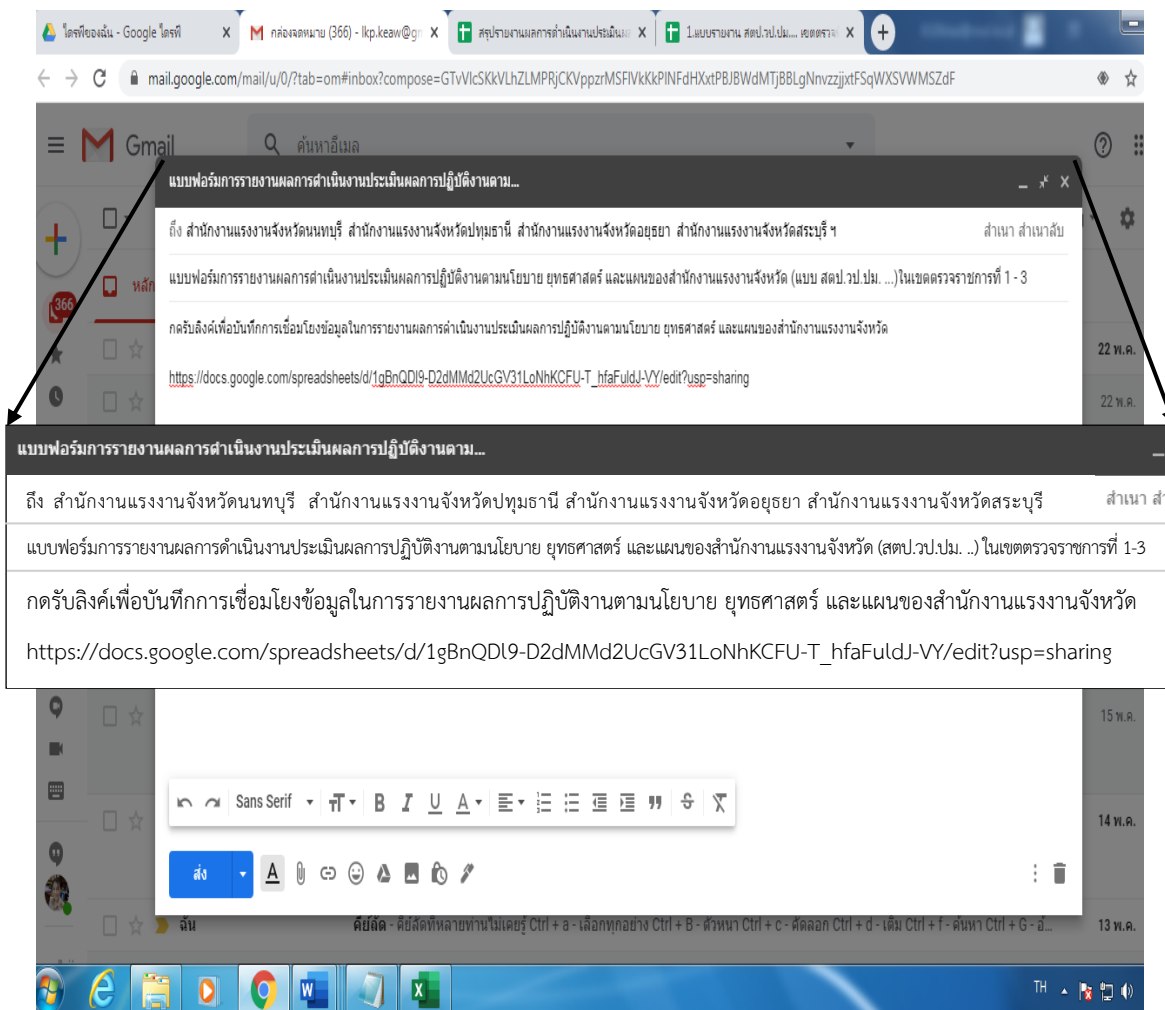 ไดรฟ์ของฉัน - Google ไดรฟ์
กล่องจดหมาย (366) - lkp.keaw@gm
สรุปรายงานผลการดำเนินงานประเมินผล
1.แบบรายงาน สตป.วป.ปม.... เขตตรวจ
mail.google.com/mail/u/0/?tab=om#inbox?compose=
Gmail
ค้นหาอีเมล
แบบฟอร์มการรายงานผลการดำเนินงานประเมินผลการปฏิบัติงานตาม...
ถึง สำนักงานแรงงานจังหวัดนนทบุรี สำนักงานแรงงานจังหวัดปทุมธานี สำนักงานแรงงานจังหวัดอยุธยา สำนักงานแรงงานจังหวัดสระบุรี ฯ สำเนา สำเนาลับ
แบบฟอร์มการรายงานผลการดำเนินงานประเมินผลการปฏิบัติงานตามนโยบาย ยุทธศาสตร์ และแผนของสำนักงานแรงงานจังหวัด (แบบ สตป.วป.ปม. ...)ในเขตตรวจราชการที่ 1 - 3
หลัก
366
กดรับลิงค์เพื่อบันทึกการเชื่อมโยงข้อมูลในการรายงานผลการดำเนินงานประเมินผลการปฏิบัติงานตามนโยบาย ยุทธศาสตร์ และแผนของสำนักงานแรงงานจังหวัด
22 พ.ค.
https://docs.google.com/spreadsheets/d/1gBnQDl9-D2dMMd2UcGV31LoNhKCFU-T_hfaFuldJ-VY/edit?usp=sharing
22 พ.ค.
แบบฟอร์มการรายงานผลการดำเนินงานประเมินผลการปฏิบัติงานตาม...
ถึง สำนักงานแรงงานจังหวัดนนทบุรี สำนักงานแรงงานจังหวัดปทุมธานี สำนักงานแรงงานจังหวัดอยุธยา สำนักงานแรงงานจังหวัดสระบุรี สำเนา สำ
แบบฟอร์มการรายงานผลการดำเนินงานประเมินผลการปฏิบัติงานตามนโยบาย ยุทธศาสตร์ และแผนของสำนักงานแรงงานจังหวัด (สตป.วป.ปม. ..) ในเขตตรวจราชการที่ 1-3
กดรับลิงค์เพื่อบันทึกการเชื่อมโยงข้อมูลในการรายงานผลการปฏิบัติงานตามนโยบาย ยุทธศาสตร์ และแผนของสำนักงานแรงงานจังหวัด
https://docs.google.com/spreadsheets/d/1gBnQDl9-D2dMMd2UcGV31LoNhKCFU-T_hfaFuldJ-VY/edit?usp=sharing
15 พ.ค.
Sans Serif
14 พ.ค.
ส่ง
ฉัน คีย์ลัด - คีย์ลัดที่หลายท่านไม่เคยรู้ Ctrl + a - เลือกทุกอย่าง Ctrl + B - ตัวหนา Ctrl + c - คัดลอก Ctrl + d - เติม Ctrl + f - ค้นหา Ctrl + G - อ้... 13 พ.ค.
TH